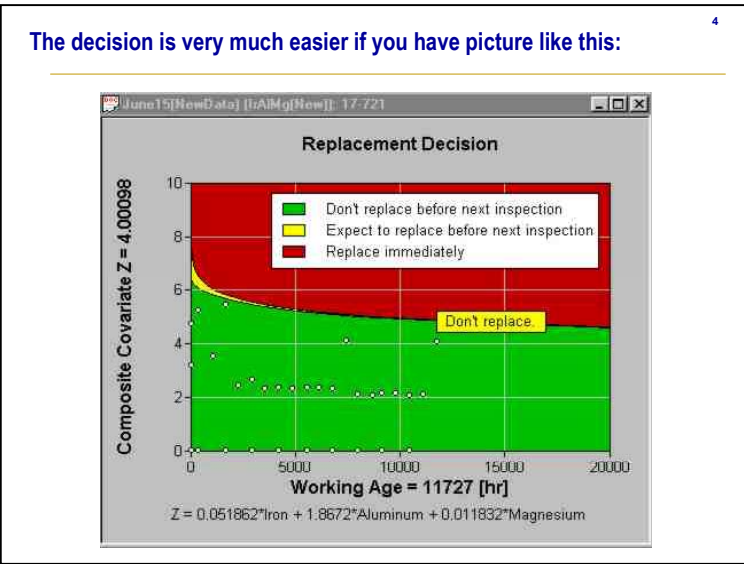 4
The decision is very much easier if you have picture like this:
June15[NewData] [IrAlMg[New]]: 17-721
Replacement Decision
Composite Covariate Z = 4.00098
10
8
6
4
2
0
Don't replace before next inspection
Expect to replace before next inspection
Replace immediately
Don't replace.
0 5000 10000 15000 20000
Working Age = 11727 [hr]
Z = 0.051862*Iron + 1.8672*Aluminum + 0.011832*Magnesium